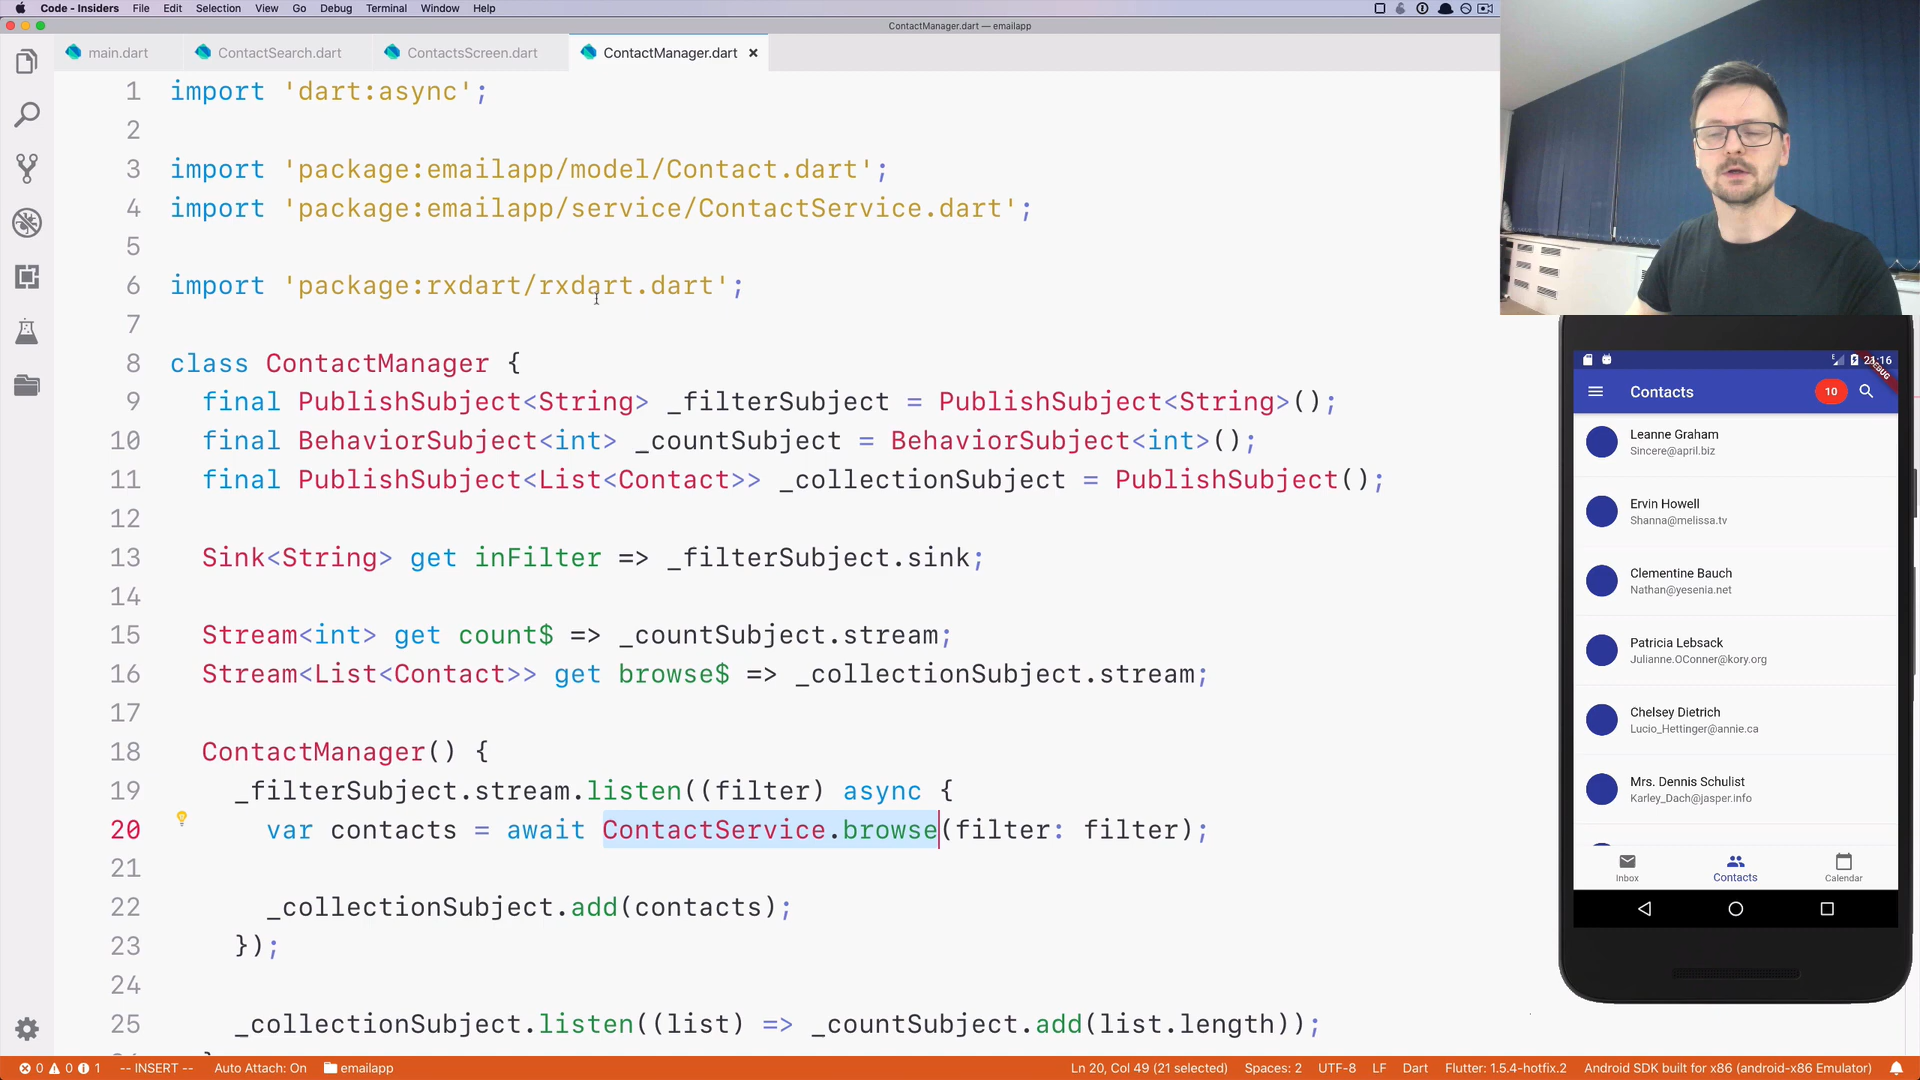 Code - Insiders File Edit Selection View Go Debug Terminal Window Help
ContactManager.dart — emailapp
main.dart ContactSearch.dart ContactsScreen.dart ContactManager.dart
1 import 'dart:async';
2
3 import 'package:emailapp/model/Contact.dart';
4 import 'package:emailapp/service/ContactService.dart';
5
6 import 'package:rxdart/rxdart.dart';
7
8 class ContactManager {
9 final PublishSubject<String> _filterSubject = PublishSubject<String>();
10 final BehaviorSubject<int> _countSubject = BehaviorSubject<int>();
11 final PublishSubject<List<Contact>> _collectionSubject = PublishSubject();
12
13 Sink<String> get inFilter => _filterSubject.sink;
14
15 Stream<int> get count$ => _countSubject.stream;
16 Stream<List<Contact>> get browse$ => _collectionSubject.stream;
17
18 ContactManager() {
19 _filterSubject.stream.listen((filter) async {
20 var contacts = await ContactService.browse(filter: filter);
21
22 _collectionSubject.add(contacts);
23 });
24
25 _collectionSubject.listen((list) => _countSubject.add(list.length));
21:16
DEBUG
Contacts 10
Leanne Graham
Sincere@april.biz
Ervin Howell
Shanna@melissa.tv
Clementine Bauch
Nathan@yesenia.net
Patricia Lebsack
Julianne.OConner@kory.org
Chelsey Dietrich
Lucio_Hettinger@annie.ca
Mrs. Dennis Schulist
Karley_Dach@jasper.info
Inbox Contacts Calendar
0 0 1 -- INSERT -- Auto Attach: On emailapp Ln 20, Col 49 (21 selected) Spaces: 2 UTF-8 LF Dart Flutter: 1.5.4-hotfix.2 Android SDK built for x86 (android-x86 Emulator)